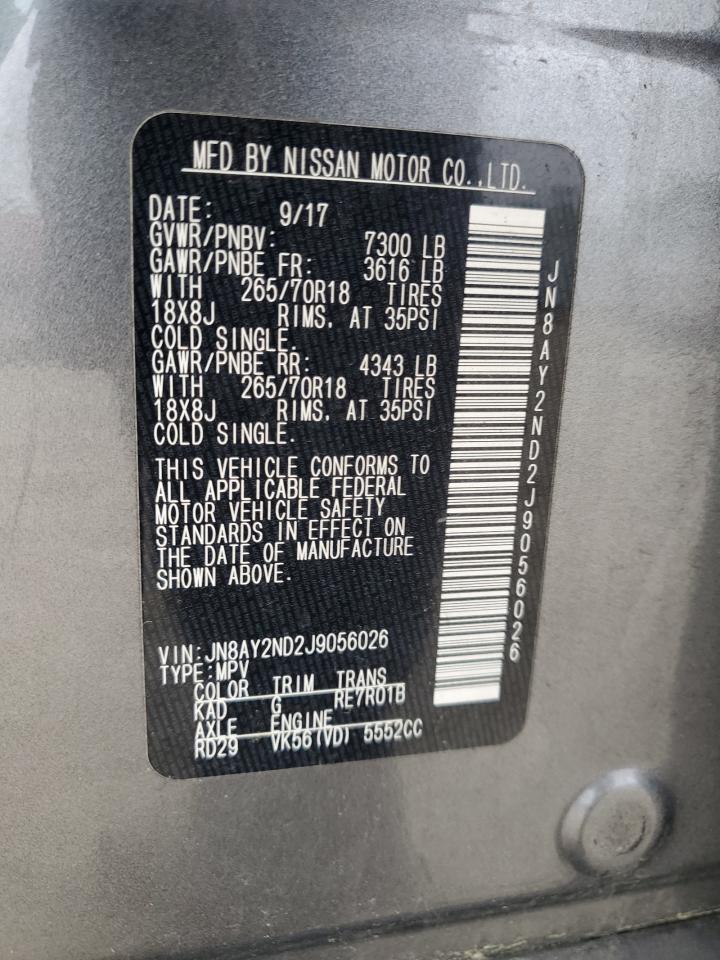 MFD BY NISSAN MOTOR CO.,LTD.
DATE: 9/17
GVWR/PNBV: 7300 LB
GAWR/PNBE FR: 3616 LB
WITH 265/70R18 TIRES
18X8J RIMS, AT 35PSI
COLD SINGLE.
GAWR/PNBE RR: 4343 LB
WITH 265/70R18 TIRES
18X8J RIMS, AT 35PSI
COLD SINGLE.
THIS VEHICLE CONFORMS TO
ALL APPLICABLE FEDERAL
MOTOR VEHICLE SAFETY
STANDARDS IN EFFECT ON
THE DATE OF MANUFACTURE
SHOWN ABOVE.
VIN:JN8AY2ND2J9056026
TYPE:MPV
COLOR TRIM TRANS
KAD G RE7R01B
AXLE ENGINE
RD29 VK56(VD) 5552CC
JN8AY2ND2J9056026